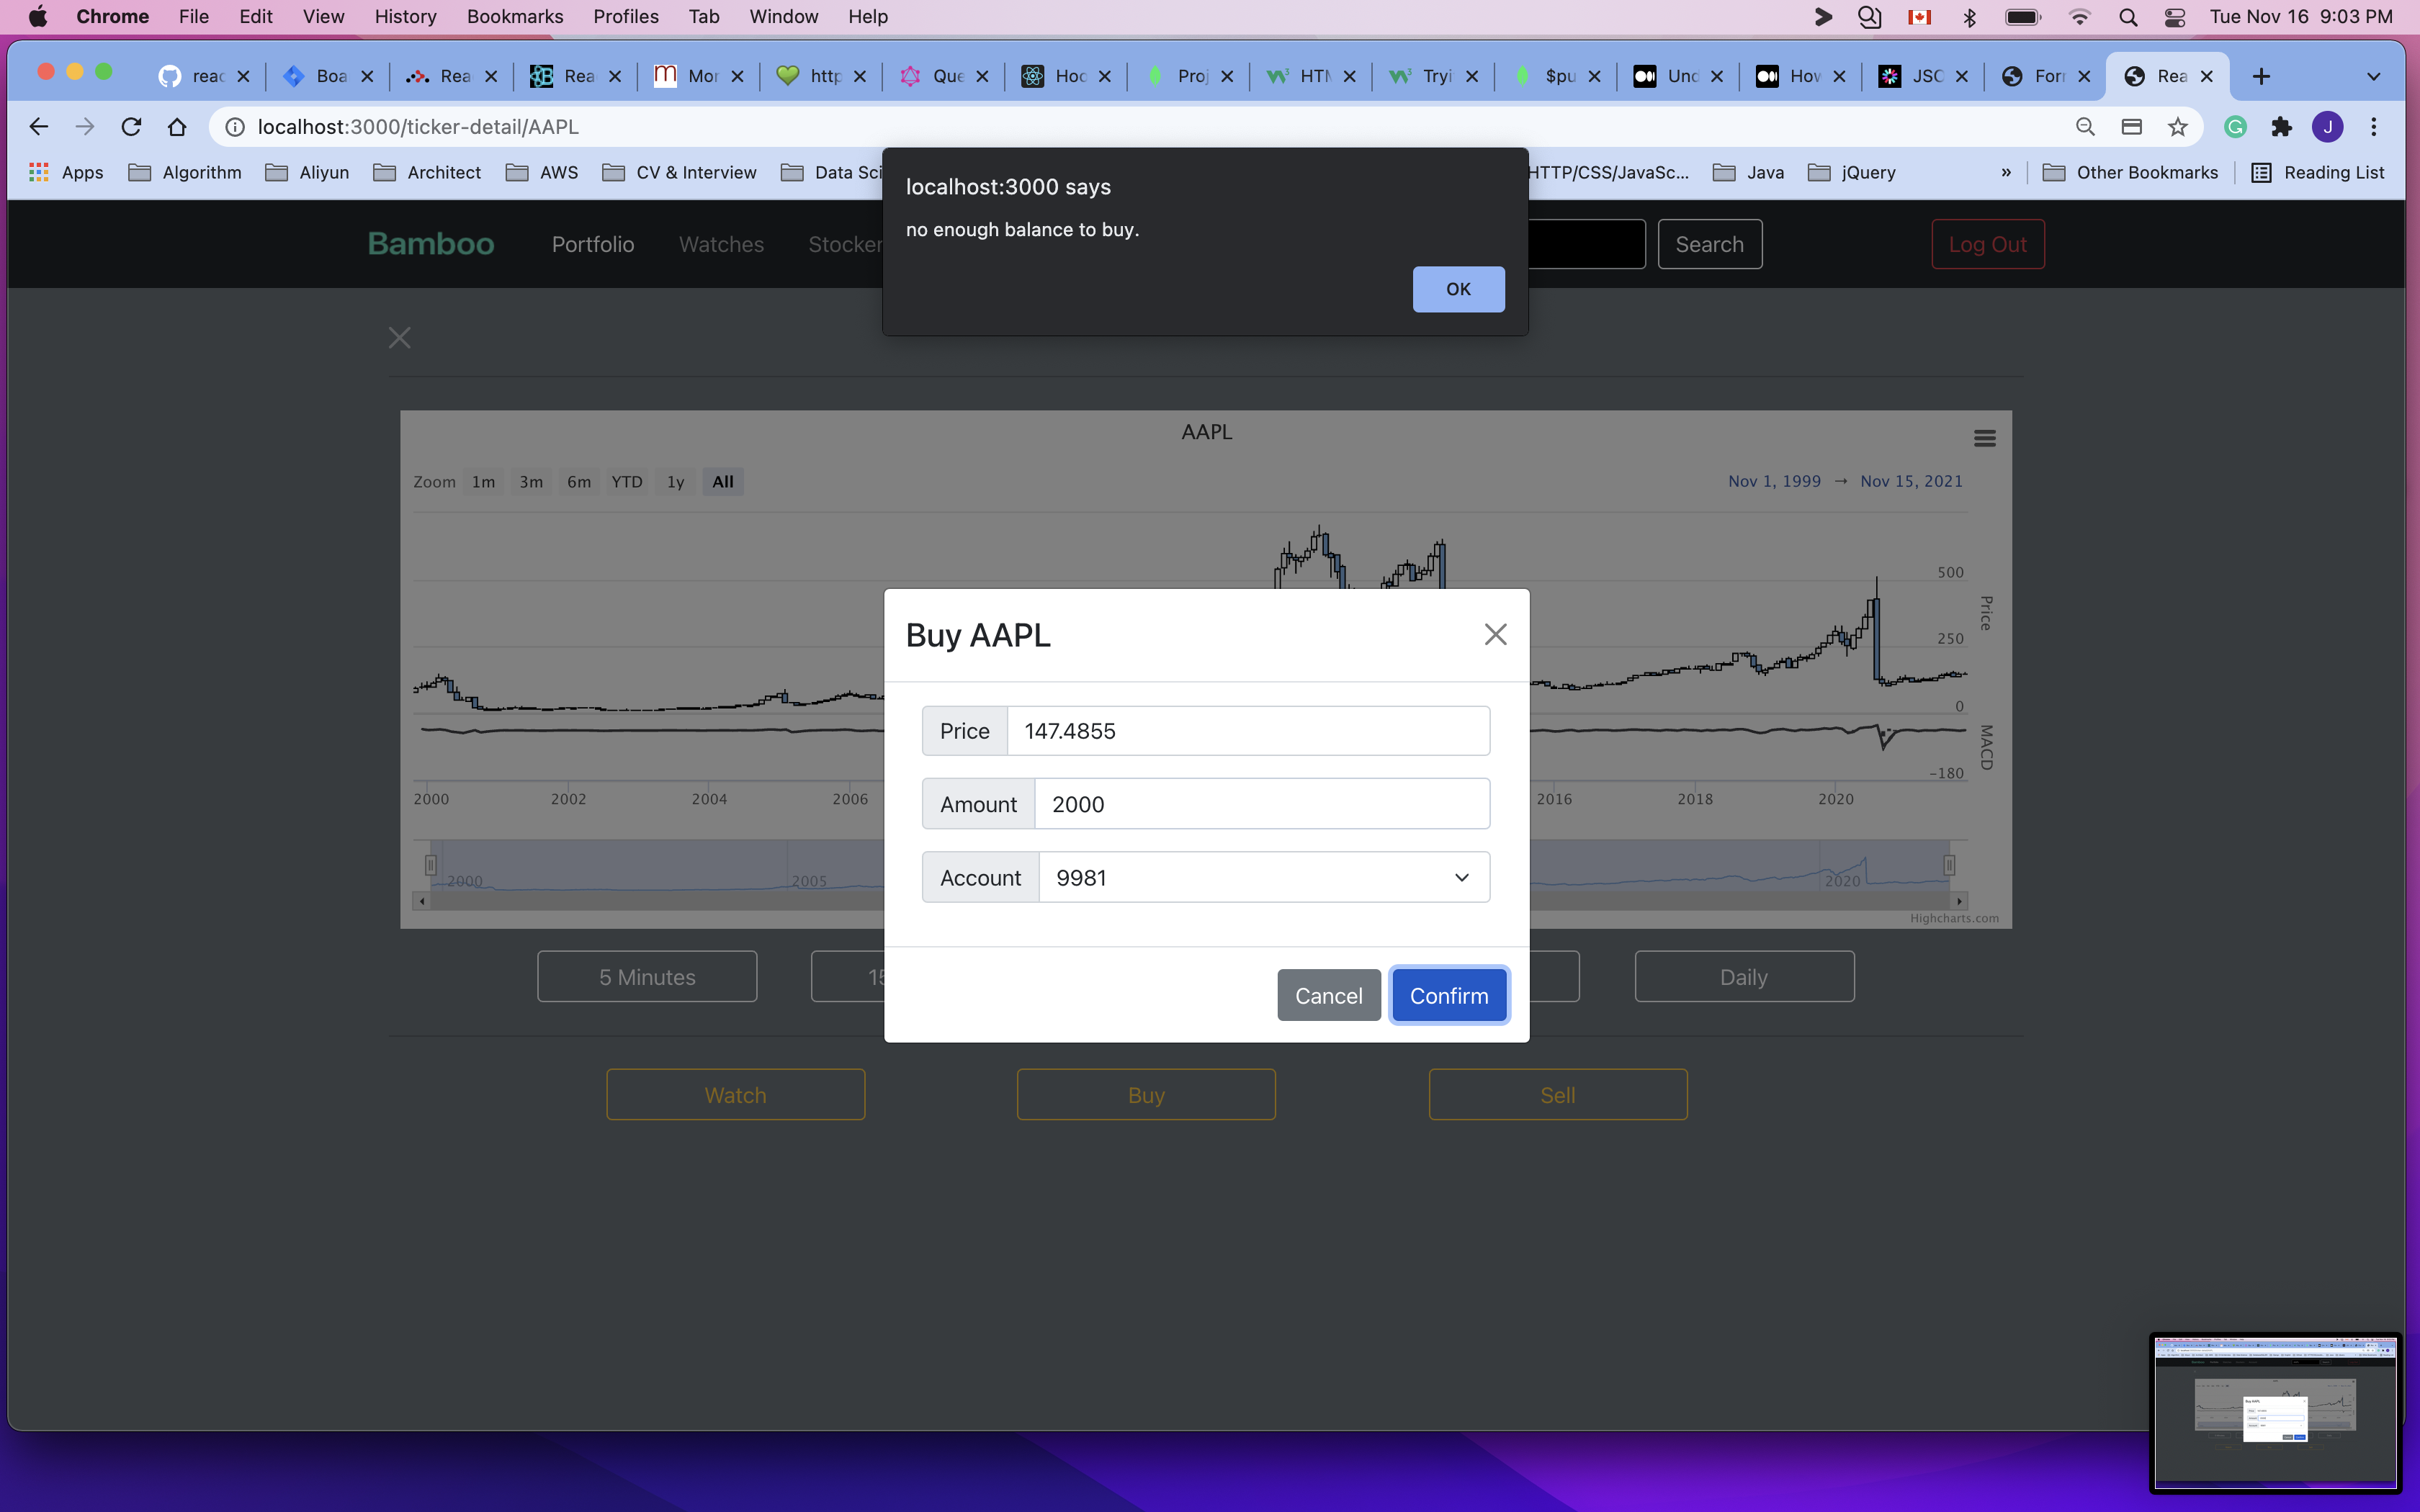 Chrome File Edit View History Bookmarks Profiles Tab Window Help Tue Nov 16 9:03 PM
reac Boa Rea Rea Mor http Que Hoc Proj HTM Tryi $pu Und How JSO Forr Rea
localhost:3000/ticker-detail/AAPL
Apps Algorithm Aliyun Architect AWS CV & Interview Data Sci HTTP/CSS/JavaSc... Java jQuery » Other Bookmarks Reading List
localhost:3000 says
no enough balance to buy.
OK
Bamboo Portfolio Watches Stocker Search Log Out
AAPL
Zoom 1m 3m 6m YTD 1y All Nov 1, 1999 → Nov 15, 2021
500
Price
250
0
MACD
-180
2000 2002 2004 2006 2016 2018 2020
2000 2005 2020
Highcharts.com
Buy AAPL
Price 147.4855
Amount 2000
Account 9981
Cancel Confirm
5 Minutes 15 Daily
Watch Buy Sell